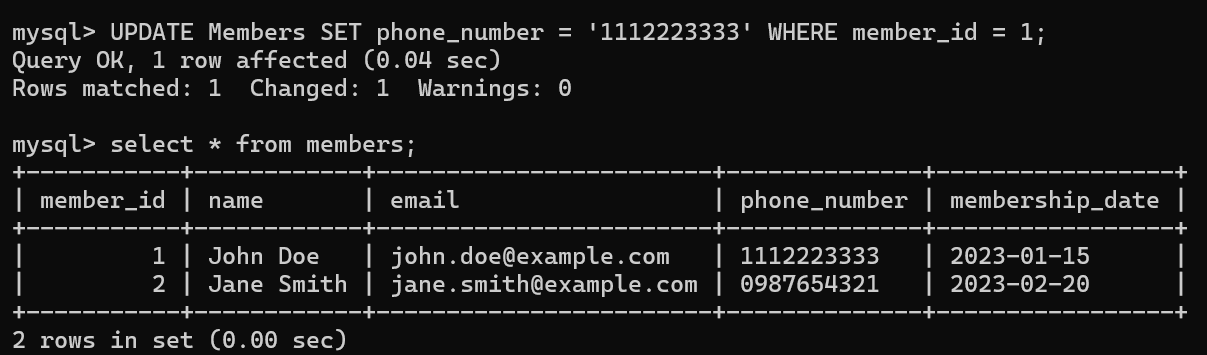 mysql> UPDATE Members SET phone_number = '1112223333' WHERE member_id = 1;
Query OK, 1 row affected (0.04 sec)
Rows matched: 1  Changed: 1  Warnings: 0

mysql> select * from members;
+-----------+------------+------------------------+--------------+-----------------+
| member_id | name       | email                  | phone_number | membership_date |
+-----------+------------+------------------------+--------------+-----------------+
|         1 | John Doe   | john.doe@example.com   | 1112223333   | 2023-01-15      |
|         2 | Jane Smith | jane.smith@example.com | 0987654321   | 2023-02-20      |
+-----------+------------+------------------------+--------------+-----------------+
2 rows in set (0.00 sec)